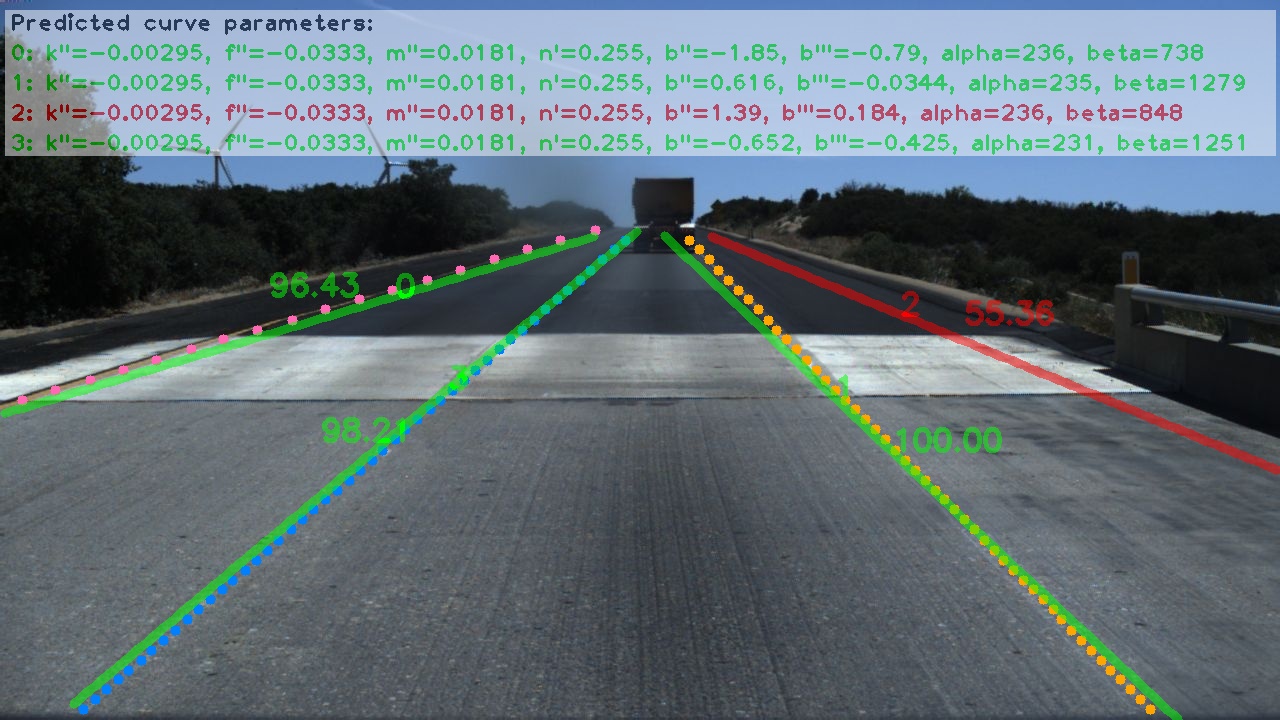 Predicted curve parameters:
0: k''=-0.00295, f''=-0.0333, m''=0.0181, n'=0.255, b''=-1.85, b'''=-0.79, alpha=236, beta=738
1: k''=-0.00295, f''=-0.0333, m''=0.0181, n'=0.255, b''=0.616, b'''=-0.0344, alpha=235, beta=1279
2: k''=-0.00295, f''=-0.0333, m''=0.0181, n'=0.255, b''=1.39, b'''=0.184, alpha=236, beta=848
3: k''=-0.00295, f''=-0.0333, m''=0.0181, n'=0.255, b''=-0.652, b'''=-0.425, alpha=231, beta=1251
96.43 0
2 55.36
3 1
98.21 100.00